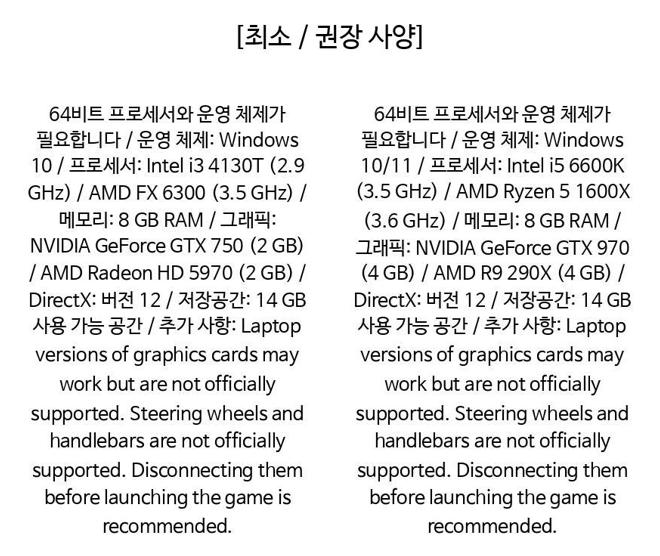 [최소 / 권장 사양]
64비트 프로세서와 운영 체제가
필요합니다 / 운영 체제: Windows
10 / 프로세서: Intel i3 4130T (2.9
GHz) / AMD FX 6300 (3.5 GHz) /
메모리: 8 GB RAM / 그래픽:
NVIDIA GeForce GTX 750 (2 GB)
/ AMD Radeon HD 5970 (2 GB) /
DirectX: 버전 12 / 저장공간: 14 GB
사용 가능 공간 / 추가 사항: Laptop
versions of graphics cards may
work but are not officially
supported. Steering wheels and
handlebars are not officially
supported. Disconnecting them
before launching the game is
recommended.
64비트 프로세서와 운영 체제가
필요합니다 / 운영 체제: Windows
10/11 / 프로세서: Intel i5 6600K
(3.5 GHz) / AMD Ryzen 5 1600X
(3.6 GHz) / 메모리: 8 GB RAM /
그래픽: NVIDIA GeForce GTX 970
(4 GB) / AMD R9 290X (4 GB) /
DirectX: 버전 12 / 저장공간: 14 GB
사용 가능 공간 / 추가 사항: Laptop
versions of graphics cards may
work but are not officially
supported. Steering wheels and
handlebars are not officially
supported. Disconnecting them
before launching the game is
recommended.